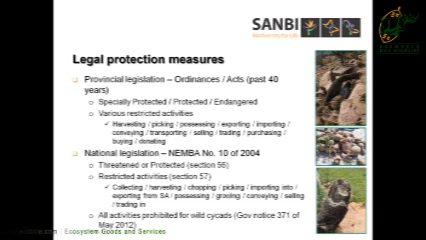 SANBI
Biodiversity for Life
Legal protection measures
Provincial legislation – Ordinances / Acts (past 40
years)
Specially Protected / Protected / Endangered
Various restricted activities
Harvesting / picking / possessing / exporting / importing /
conveying / transporting / selling / trading / purchasing /
buying / donating
National legislation – NEMBA No. 10 of 2004
Threatened or Protected (section 56)
Restricted activities (section 57)
Collecting / harvesting / chopping / picking / importing into /
exporting from SA / possessing / growing / conveying / selling
/ trading in
All activities prohibited for wild cycads (Gov notice 371 of
May 2012)
Ecosystem Goods and Services